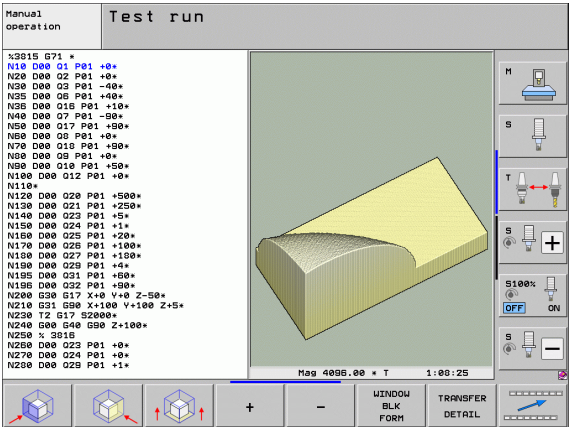 Manual
operation
Test run
%3815 G71 *
N10 D00 Q1 P01 +0*
N20 D00 Q2 P01 +0*
N30 D00 Q3 P01 -40*
N35 D00 Q6 P01 +40*
N36 D00 Q16 P01 +10*
N40 D00 Q7 P01 -90*
N50 D00 Q17 P01 +90*
N60 D00 Q8 P01 +0*
N70 D00 Q18 P01 +90*
N80 D00 Q9 P01 +0*
N90 D00 Q10 P01 +50*
N100 D00 Q12 P01 +0*
N110*
N120 D00 Q20 P01 +500*
N130 D00 Q21 P01 +250*
N140 D00 Q23 P01 +5*
N150 D00 Q24 P01 +1*
N160 D00 Q25 P01 +20*
N170 D00 Q26 P01 +100*
N180 D00 Q27 P01 +180*
N190 D00 Q29 P01 +4*
N195 D00 Q31 P01 +60*
N196 D00 Q32 P01 +90*
N200 G30 G17 X+0 Y+0 Z-50*
N210 G31 G90 X+100 Y+100 Z+5*
N230 T2 G17 S2000*
N240 G00 G40 G90 Z+100*
N250 % 3816
N260 D00 Q23 P01 +0*
N270 D00 Q24 P01 +0*
N280 D00 Q29 P01 +1*
Mag 4096.00 * T 1:08:25
M
S
T
S
+
S100%
OFF ON
S
-
+
-
WINDOW
BLK
FORM
TRANSFER
DETAIL